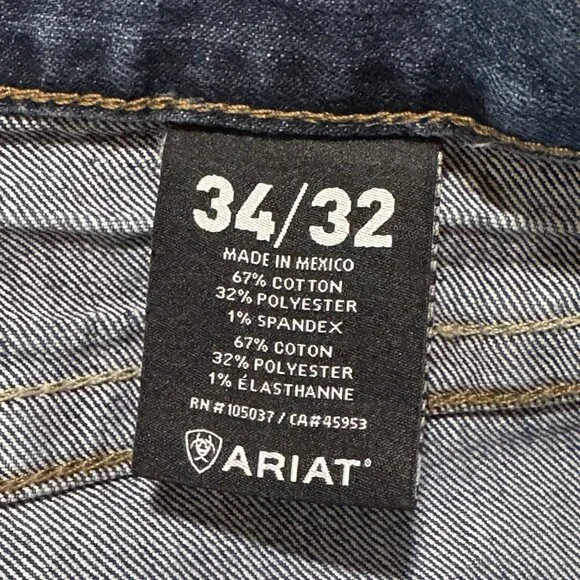 34/32
MADE IN MEXICO
67% COTTON
32% POLYESTER
1% SPANDEX
67% COTON
32% POLYESTER
1% ÉLASTHANNE
RN # 105037 / CA# 45953
ARIAT®